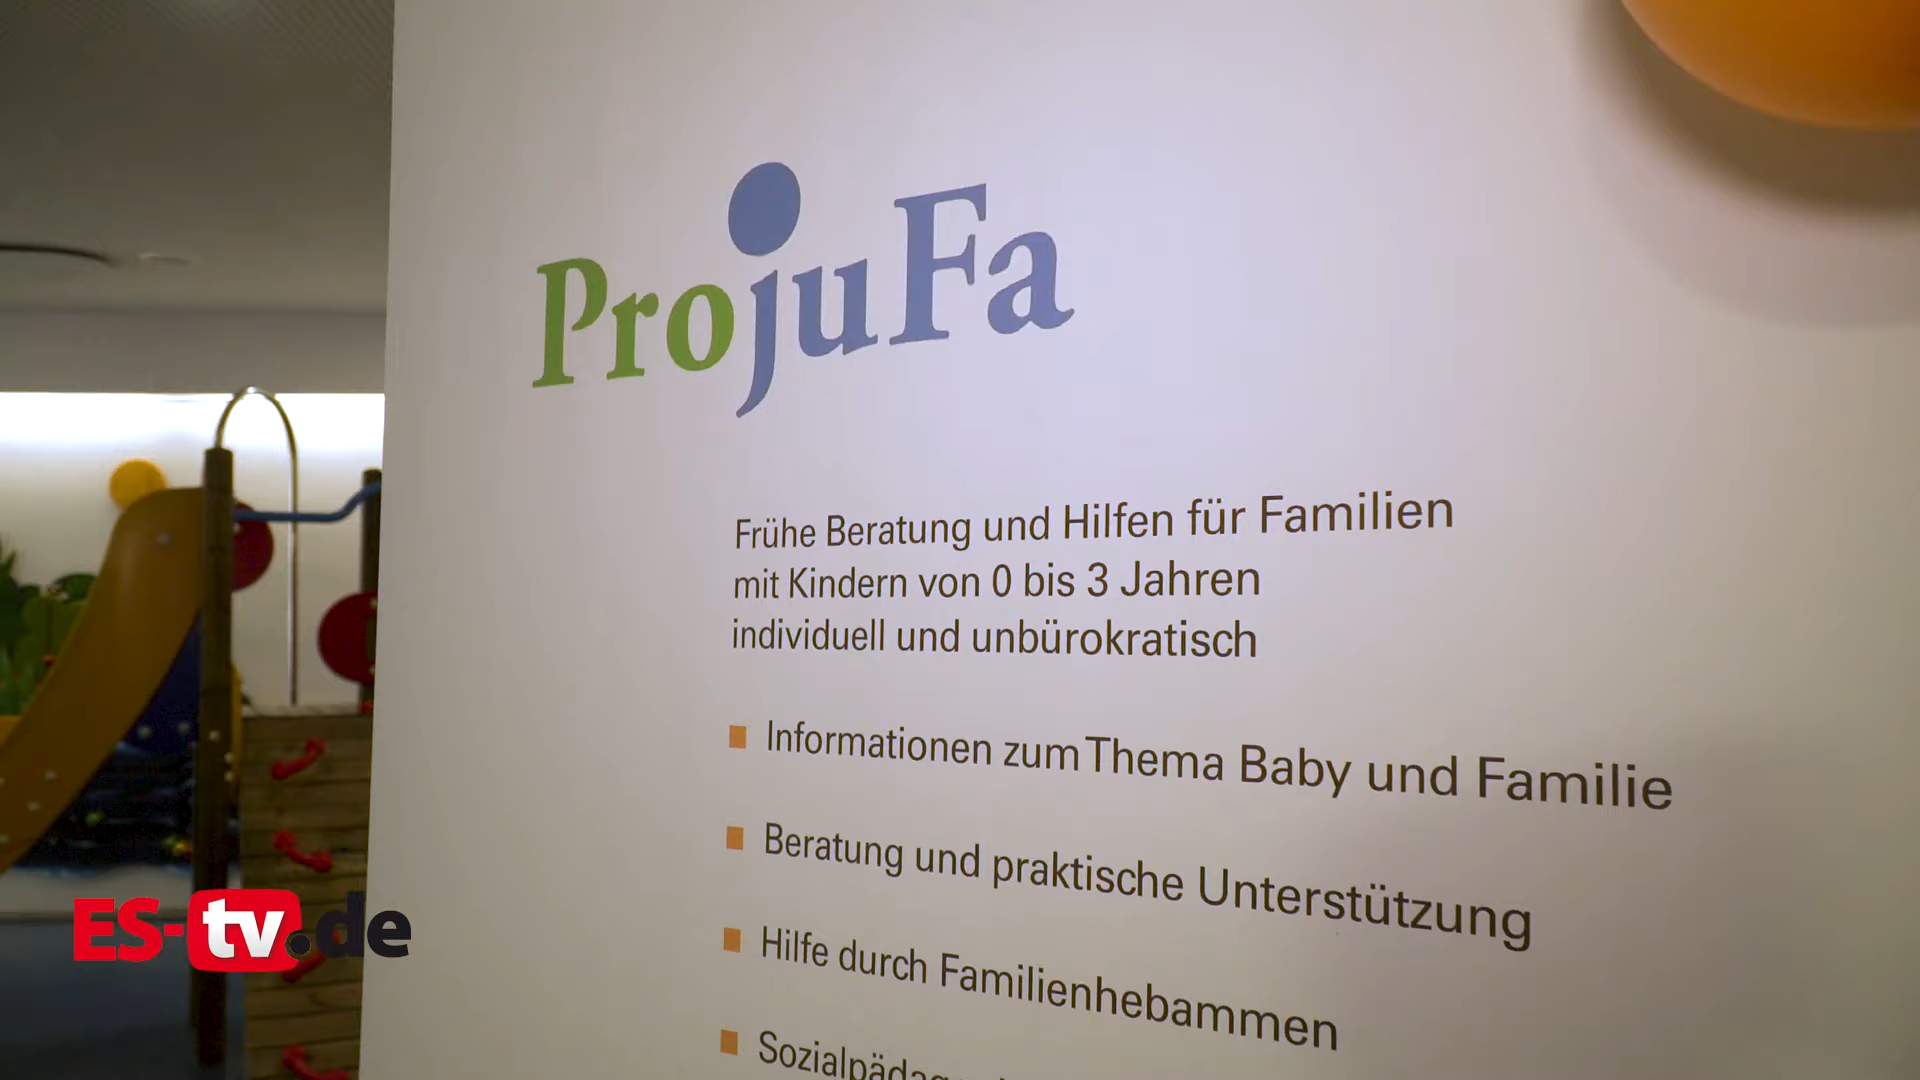 ProjuFa
Frühe Beratung und Hilfen für Familien
mit Kindern von 0 bis 3 Jahren
individuell und unbürokratisch
Informationen zum Thema Baby und Familie
Beratung und praktische Unterstützung
Hilfe durch Familienhebammen
ES-tv.de